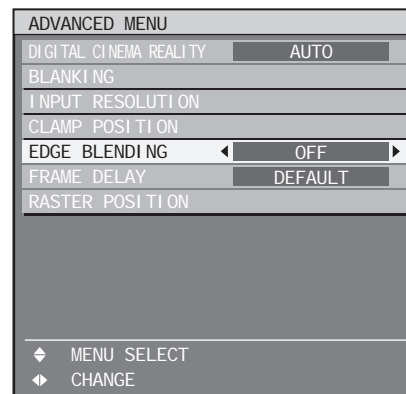 ADVANCED MENU
DIGITAL CINEMA REALITY AUTO
BLANKING
INPUT RESOLUTION
CLAMP POSITION
EDGE BLENDING OFF
FRAME DELAY DEFAULT
RASTER POSITION
MENU SELECT
CHANGE